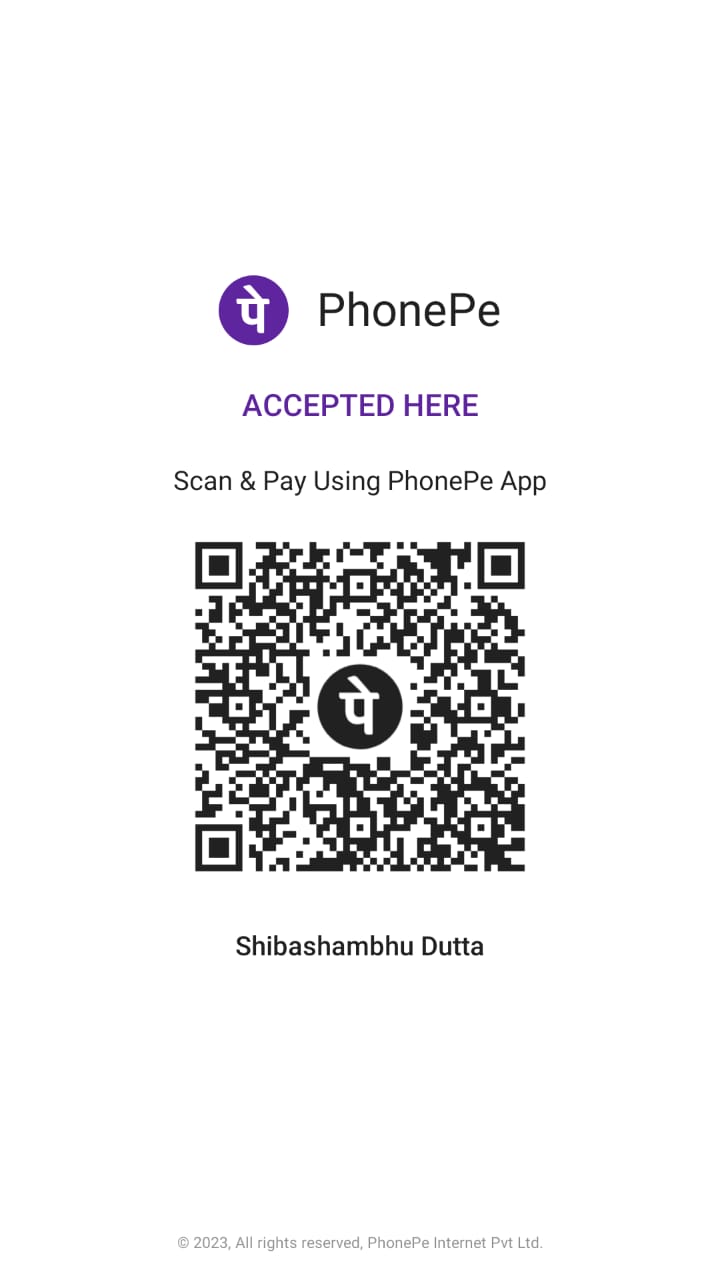 पे PhonePe
ACCEPTED HERE
Scan & Pay Using PhonePe App
पे
Shibashambhu Dutta
© 2023, All rights reserved, PhonePe Internet Pvt Ltd.